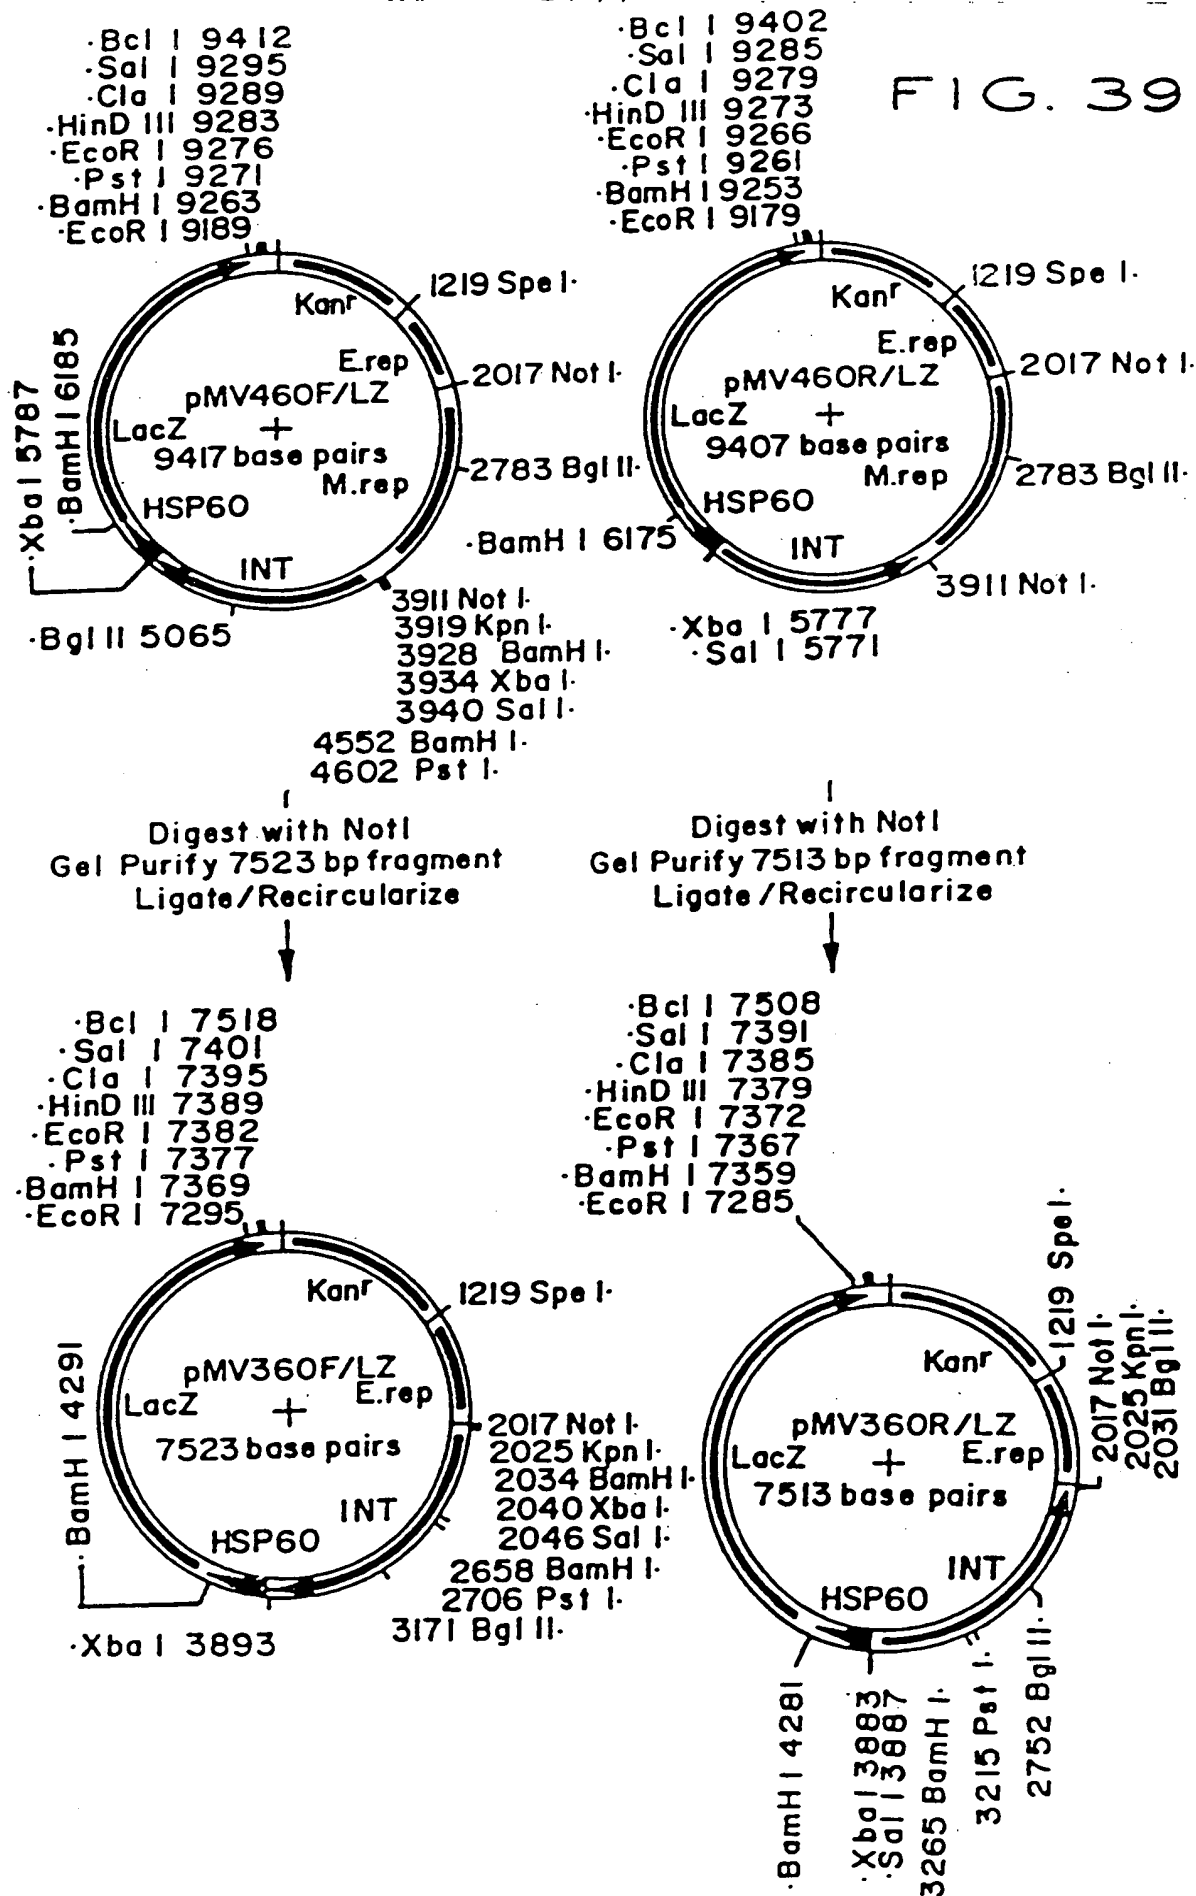 FIG. 39
·Bcl I 9412
·Sal I 9295
·Cla I 9289
·HinD III 9283
·EcoR I 9276
·Pst I 9271
·BamH I 9263
·EcoR I 9189
1219 Spe I·
Kanr
E.rep
2017 Not I·
pMV460F/LZ
LacZ
+
9417 base pairs
2783 Bgl II·
M.rep
HSP60
INT
·Xba I 5787
·BamH I 6185
·Bgl II 5065
3911 Not I·
3919 Kpn I·
3928 BamH I·
3934 Xba I·
3940 Sal I·
4552 BamH I·
4602 Pst I·
·Bcl I 9402
·Sal I 9285
·Cla I 9279
·HinD III 9273
·EcoR I 9266
·Pst I 9261
·BamH I 9253
·EcoR I 9179
1219 Spe I·
Kanr
E.rep
2017 Not I·
pMV460R/LZ
LacZ
+
9407 base pairs
2783 Bgl II·
M.rep
HSP60
·BamH I 6175
INT
3911 Not I·
·Xba I 5777
·Sal I 5771
Digest with NotI
Gel Purify 7523 bp fragment
Ligate/Recircularize
Digest with NotI
Gel Purify 7513 bp fragment
Ligate/Recircularize
·Bcl I 7518
·Sal I 7401
·Cla I 7395
·HinD III 7389
·EcoR I 7382
·Pst I 7377
·BamH I 7369
·EcoR I 7295
Kanr
1219 Spe I·
pMV360F/LZ
E.rep
LacZ
+
7523 base pairs
INT
HSP60
·BamH I 4291
·Xba I 3893
2017 Not I·
2025 Kpn I·
2034 BamH I·
2040 Xba I·
2046 Sal I·
2658 BamH I·
2706 Pst I·
3171 Bgl II·
·Bcl I 7508
·Sal I 7391
·Cla I 7385
·HinD III 7379
·EcoR I 7372
·Pst I 7367
·BamH I 7359
·EcoR I 7285
Kanr
1219 Spe I·
2017 Not I·
2025 Kpn I·
2031 Bgl II·
pMV360R/LZ
LacZ
E.rep
+
7513 base pairs
INT
HSP60
·BamH I 4281
·Xba I 3883
·Sal I 3887
3265 BamH I·
3215 Pst I·
2752 Bgl II·